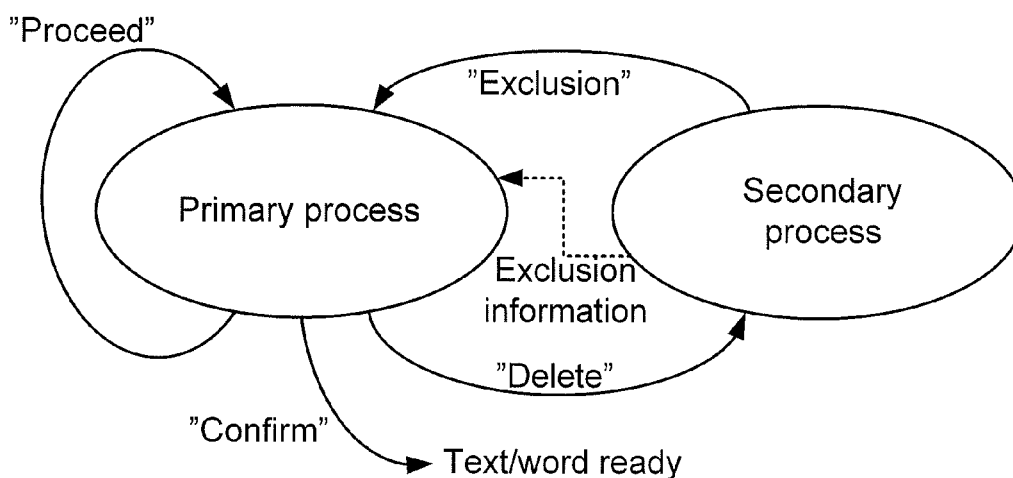 ”Proceed”
”Exclusion”
Primary process
Secondary
process
Exclusion
information
”Delete”
”Confirm”
Text/word ready